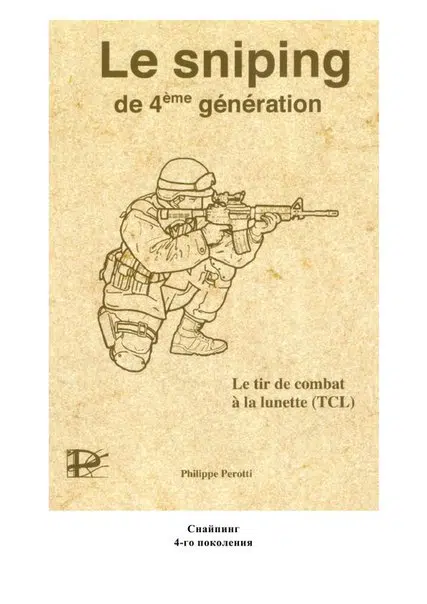 Le sniping
de 4ème génération
Le tir de combat
à la lunette (TCL)
Philippe Perotti
Снайпинг
4-го поколения